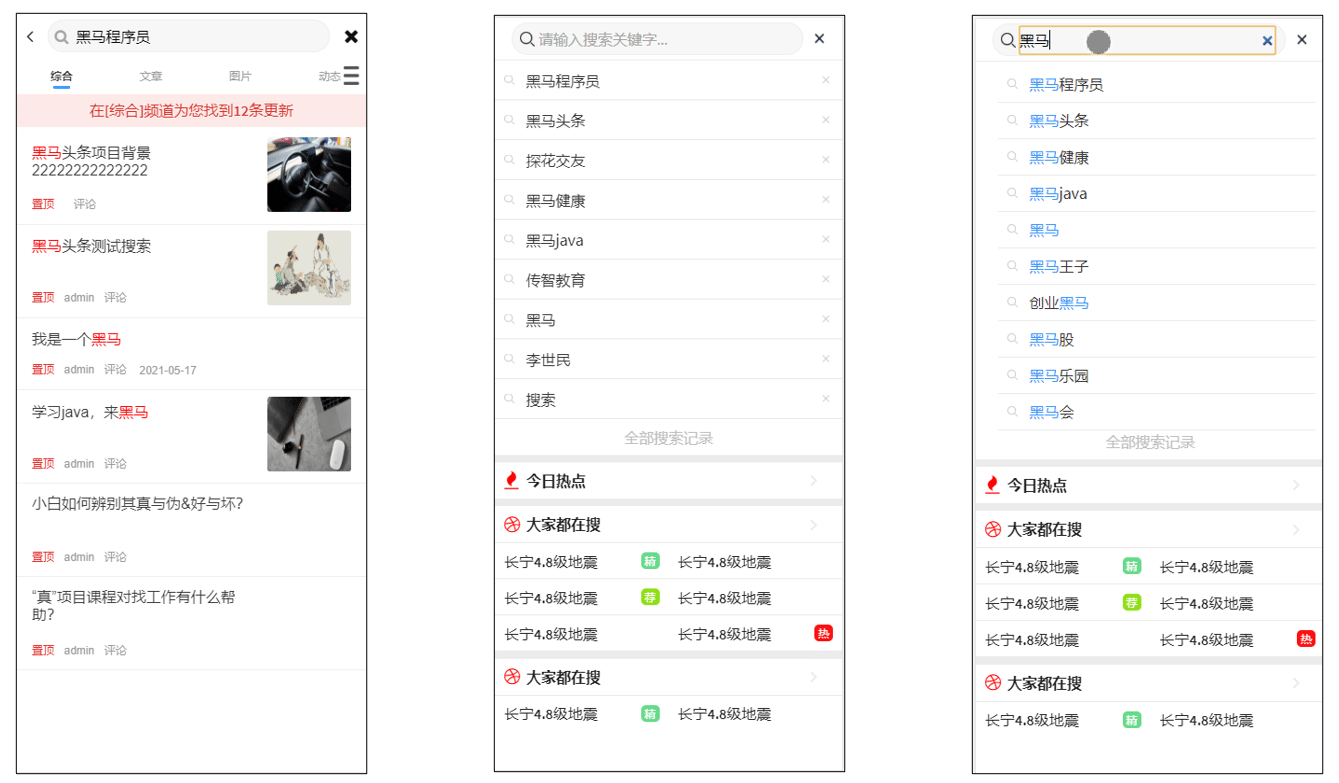 黑马程序员
综合 文章 图片 动态
在[综合]频道为您找到12条更新
黑马头条项目背景
22222222222222
置顶 评论
黑马头条测试搜索
置顶 admin 评论
我是一个黑马
置顶 admin 评论 2021-05-17
学习java，来黑马
置顶 admin 评论
小白如何辨别其真与伪&好与坏?
置顶 admin 评论
“真”项目课程对找工作有什么帮
助?
置顶 admin 评论
请输入搜索关键字...
黑马程序员
黑马头条
探花交友
黑马健康
黑马java
传智教育
黑马
李世民
搜索
全部搜索记录
今日热点
大家都在搜
长宁4.8级地震 精 长宁4.8级地震
长宁4.8级地震 荐 长宁4.8级地震
长宁4.8级地震 长宁4.8级地震 热
大家都在搜
长宁4.8级地震 精 长宁4.8级地震
黑马
黑马程序员
黑马头条
黑马健康
黑马java
黑马
黑马王子
创业黑马
黑马股
黑马乐园
黑马会
全部搜索记录
今日热点
大家都在搜
长宁4.8级地震 精 长宁4.8级地震
长宁4.8级地震 荐 长宁4.8级地震
长宁4.8级地震 长宁4.8级地震 热
大家都在搜
长宁4.8级地震 精 长宁4.8级地震